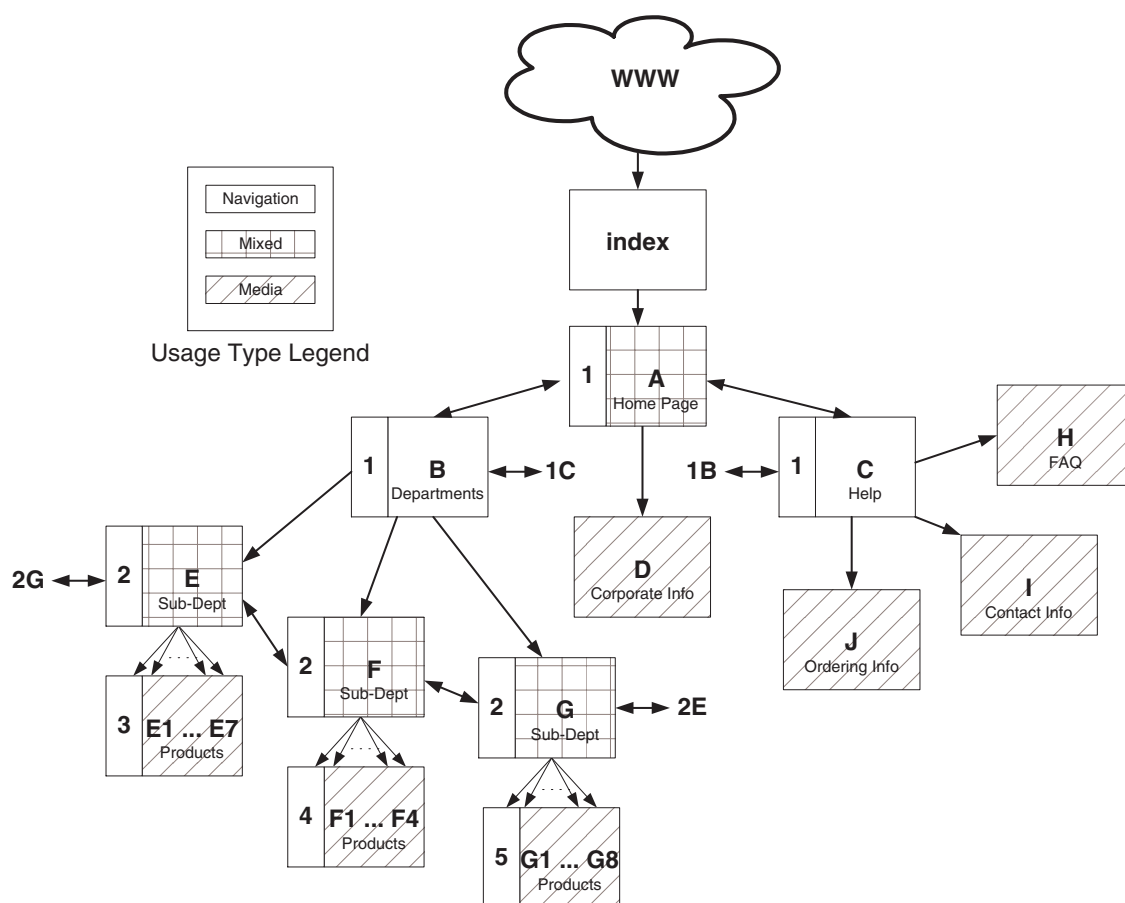 WWW
index
Navigation
Mixed
Media
Usage Type Legend
1
A
Home Page
1
B
Departments
1C
1B
1
C
Help
H
FAQ
D
Corporate Info
I
Contact Info
J
Ordering Info
2G
2
E
Sub-Dept
2
F
Sub-Dept
2
G
Sub-Dept
2E
. . . .
3
E1 ... E7
Products
. . . .
4
F1 ... F4
Products
. . .
5
G1 ... G8
Products